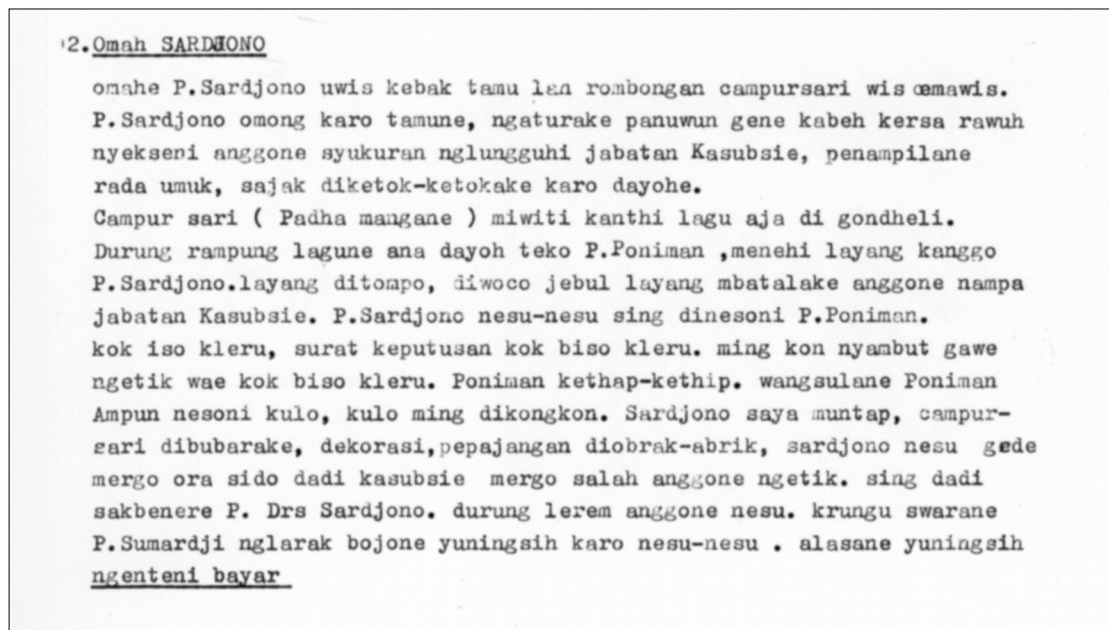 2.Omah SARDJONO
omahe P.Sardjono uwis kebak tamu lan rombongan campursari wis cemawis.
P.Sardjono omong karo tamune, ngaturake panuwun gene kabeh kersa rawuh
nyekseni anggone syukuran nglungguhi jabatan Kasubsie, penampilane
rada umuk, sajak diketok-ketokake karo dayohe.
Campur sari ( Padha mangane ) miwiti kanthi lagu aja di gondheli.
Durung rampung lagune ana dayoh teko P.Poniman ,menehi layang kanggo
P.Sardjono.layang ditompo, diwoco jebul layang mbatalake anggone nampa
jabatan Kasubsie. P.Sardjono nesu-nesu sing dinesoni P.Poniman.
kok iso kleru, surat keputusan kok biso kleru. ming kon nyambut gawe
ngetik wae kok biso kleru. Poniman kethap-kethip. wangsulane Poniman
Ampun nesoni kulo, kulo ming dikongkon. Sardjono saya muntap, campur-
sari dibubarake, dekorasi,pepajangan diobrak-abrik, sardjono nesu gede
mergo ora sido dadi kasubsie mergo salah anggone ngetik. sing dadi
sakbenere P. Drs Sardjono. durung lerem anggone nesu. krungu swarane
P.Sumardji nglarak bojone yuningsih karo nesu-nesu . alasane yuningsih
ngenteni bayar